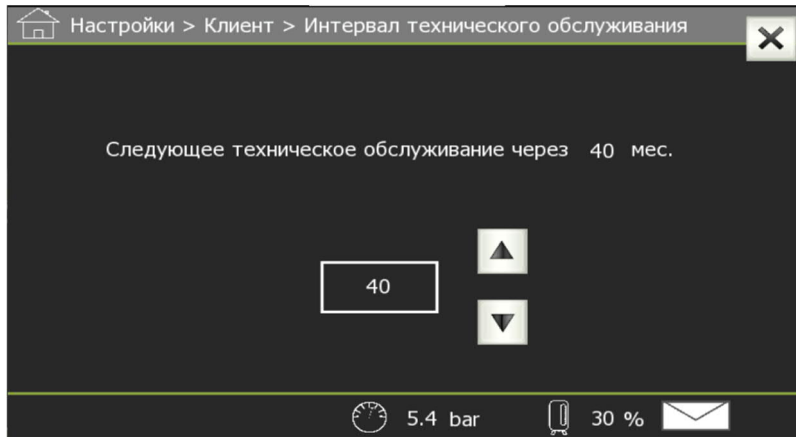 Настройки > Клиент > Интервал технического обслуживания
Следующее техническое обслуживание через 40 мес.
40
5.4 bar 30 %